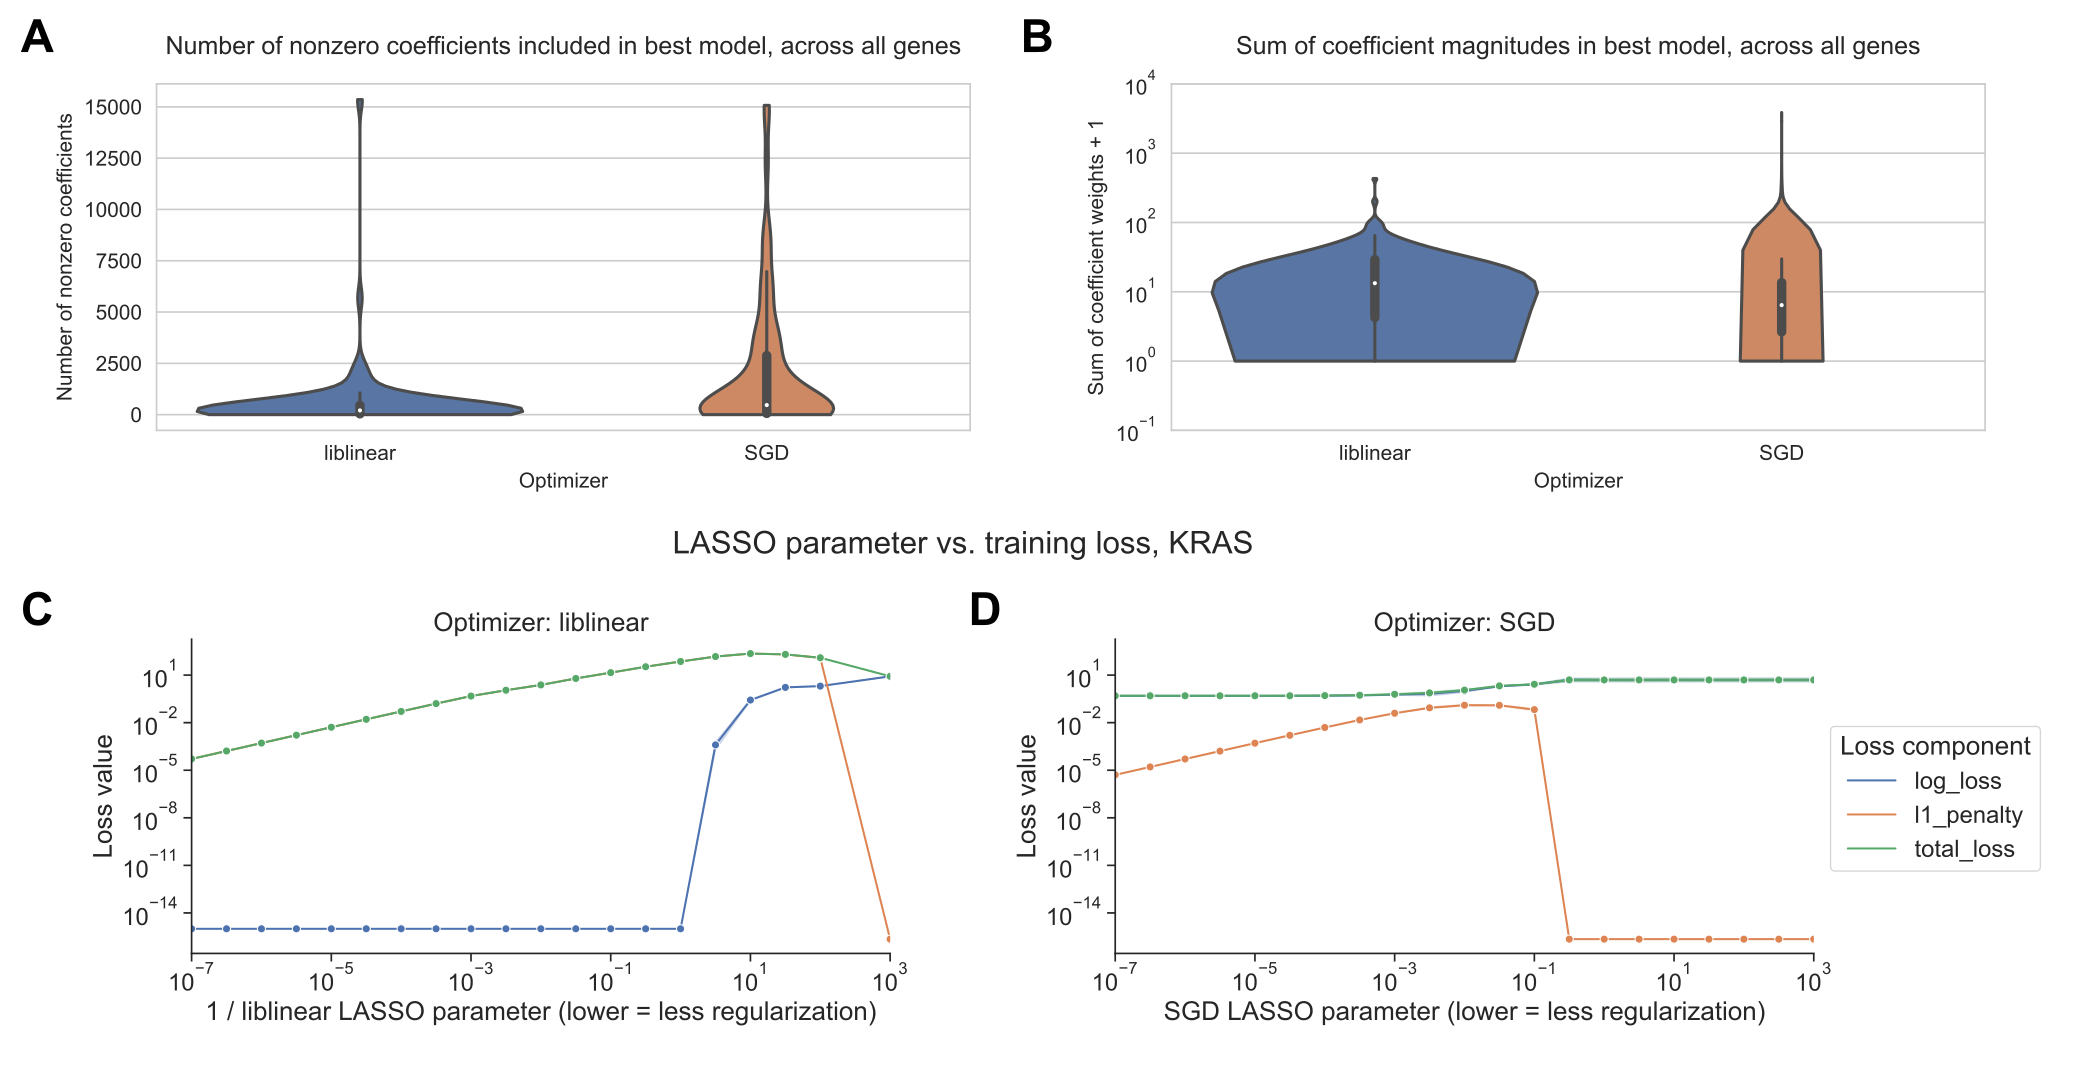 A
Number of nonzero coefficients included in best model, across all genes
Number of nonzero coefficients
15000
12500
10000
7500
5000
2500
0
liblinear
SGD
Optimizer
B
Sum of coefficient magnitudes in best model, across all genes
Sum of coefficient weights + 1
10^4
10^3
10^2
10^1
10^0
10^−1
liblinear
SGD
Optimizer
LASSO parameter vs. training loss, KRAS
C
Optimizer: liblinear
Loss value
10^1
10^−2
10^−5
10^−8
10^−11
10^−14
10^−7
10^−5
10^−3
10^−1
10^1
10^3
1 / liblinear LASSO parameter (lower = less regularization)
D
Optimizer: SGD
Loss value
10^1
10^−2
10^−5
10^−8
10^−11
10^−14
10^−7
10^−5
10^−3
10^−1
10^1
10^3
SGD LASSO parameter (lower = less regularization)
Loss component
log_loss
l1_penalty
total_loss